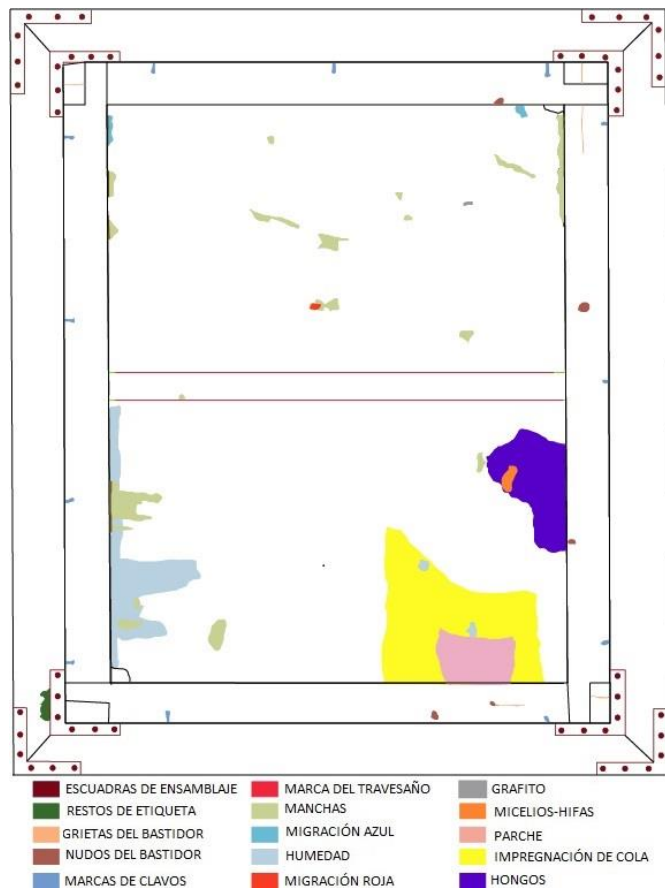 ESCUADRAS DE ENSAMBLAJE
RESTOS DE ETIQUETA
GRIETAS DEL BASTIDOR
NUDOS DEL BASTIDOR
MARCAS DE CLAVOS
MARCA DEL TRAVESAÑO
MANCHAS
MIGRACIÓN AZUL
HUMEDAD
MIGRACIÓN ROJA
GRAFITO
MICELIOS-HIFAS
PARCHE
IMPREGNACIÓN DE COLA
HONGOS